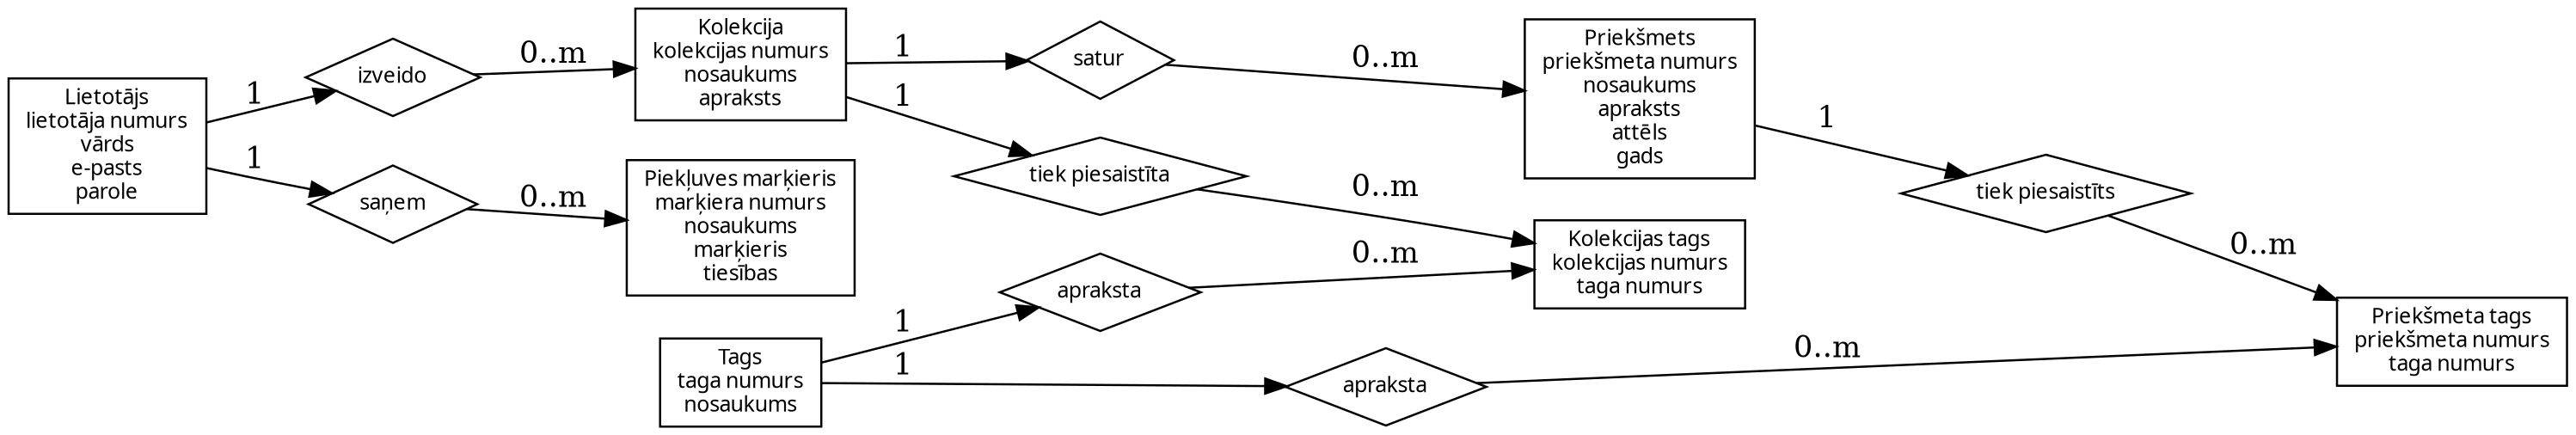 Lietotājs
lietotāja numurs
vārds
e-pasts
parole
1
izveido
0..m
1
saņem
0..m
Kolekcija
kolekcijas numurs
nosaukums
apraksts
Piekļuves marķieris
marķiera numurs
nosaukums
marķieris
tiesības
Tags
taga numurs
nosaukums
1
satur
0..m
1
tiek piesaistīta
0..m
1
apraksta
0..m
1
apraksta
0..m
Priekšmets
priekšmeta numurs
nosaukums
apraksts
attēls
gads
Kolekcijas tags
kolekcijas numurs
taga numurs
1
tiek piesaistīts
0..m
Priekšmeta tags
priekšmeta numurs
taga numurs